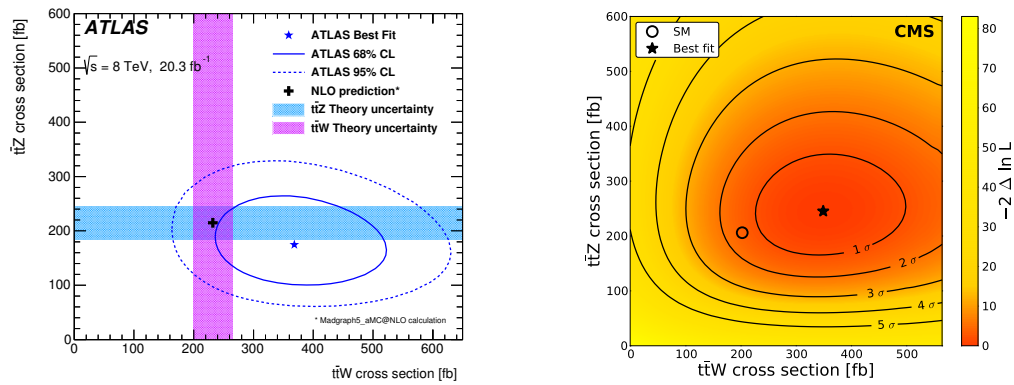 ATLAS
√s = 8 TeV, 20.3 fb⁻¹
ATLAS Best Fit
ATLAS 68% CL
ATLAS 95% CL
NLO prediction*
tt̄Z Theory uncertainty
tt̄W Theory uncertainty
tt̄Z cross section [fb]
600
500
400
300
200
100
0
0 100 200 300 400 500 600
* Madgraph5_aMC@NLO calculation
tt̄W cross section [fb]
CMS
SM
Best fit
tt̄Z cross section [fb]
600
500
400
300
200
100
0
0 100 200 300 400 500
tt̄W cross section [fb]
1 σ
2 σ
3 σ
4 σ
5 σ
80
70
60
50
40
30
20
10
0
−2 Δ ln L